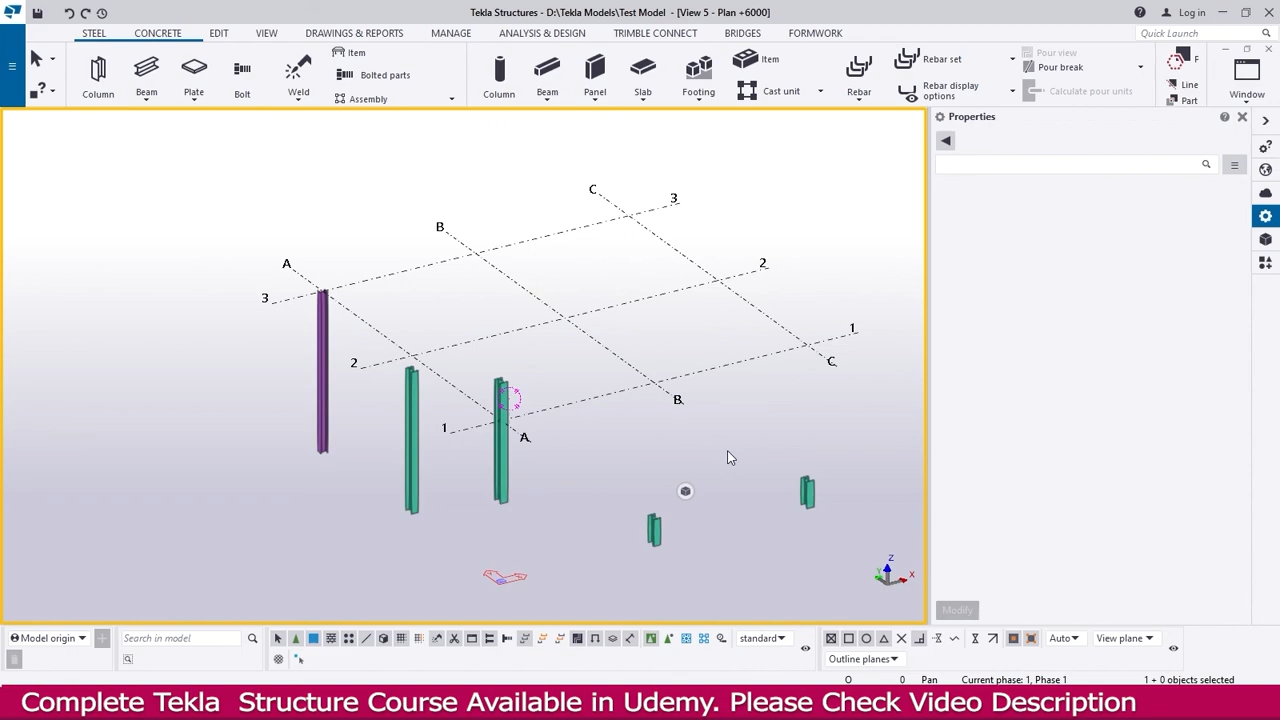 Tekla Structures - D:\Tekla Models\Test Model - [View 5 - Plan +6000]
Log in
STEEL CONCRETE EDIT VIEW DRAWINGS & REPORTS MANAGE ANALYSIS & DESIGN TRIMBLE CONNECT BRIDGES FORMWORK
Quick Launch
Column Beam Plate Bolt Weld
Item
Bolted parts
Assembly
Column Beam Panel Slab Footing
Item
Cast unit
Rebar
Rebar set
Rebar display
options
Pour view
Pour break
Calculate pour units
F
Line
Part
Window
Properties
C
3
B
A
2
3
1
2
C
B
1
A
Z
Y
X
Modify
Model origin
Search in model
standard
Auto
View plane
Outline planes
O 0 Pan Current phase: 1, Phase 1 1 + 0 objects selected
Complete Tekla Structure Course Available in Udemy. Please Check Video Description